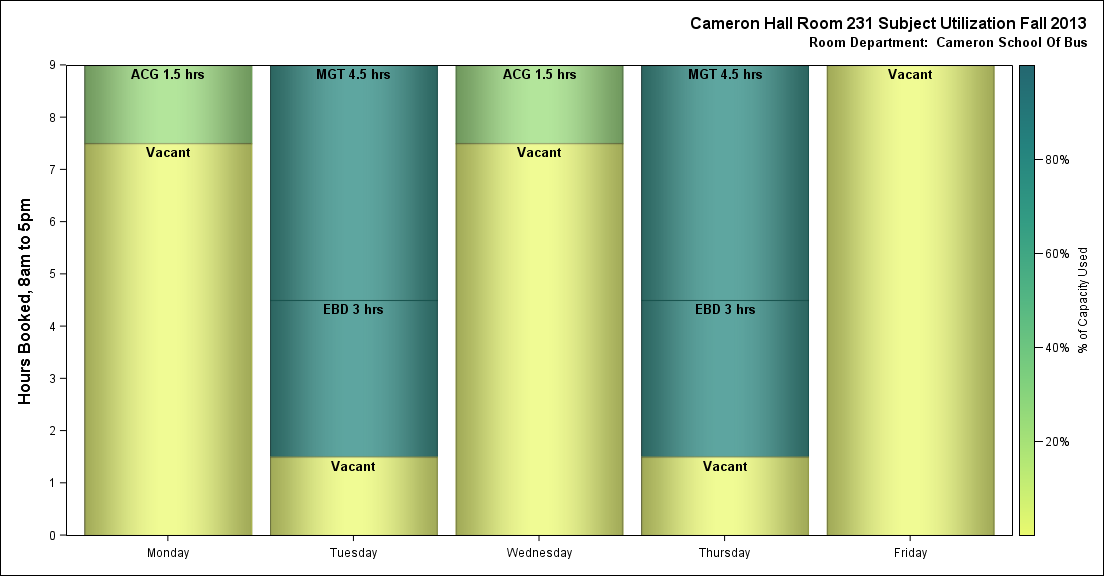 Cameron Hall Room 231 Subject Utilization Fall 2013
Room Department: Cameron School Of Bus
Hours Booked, 8am to 5pm
9
8
7
6
5
4
3
2
1
0
ACG 1.5 hrs
Vacant
MGT 4.5 hrs
EBD 3 hrs
Vacant
ACG 1.5 hrs
Vacant
MGT 4.5 hrs
EBD 3 hrs
Vacant
Vacant
Monday
Tuesday
Wednesday
Thursday
Friday
80%
60%
40%
20%
% of Capacity Used